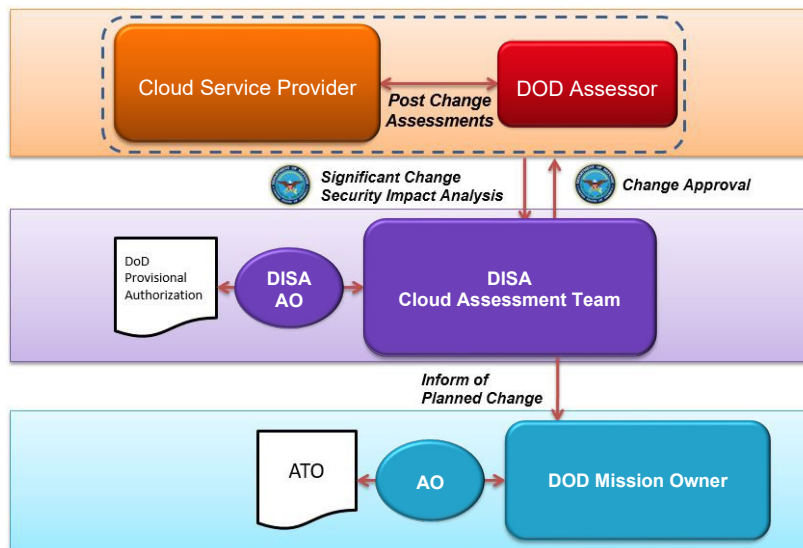 Cloud Service Provider
DOD Assessor
Post Change
Assessments
Significant Change
Security Impact Analysis
Change Approval
DoD
Provisional
Authorization
DISA
AO
DISA
Cloud Assessment Team
Inform of
Planned Change
ATO
AO
DOD Mission Owner